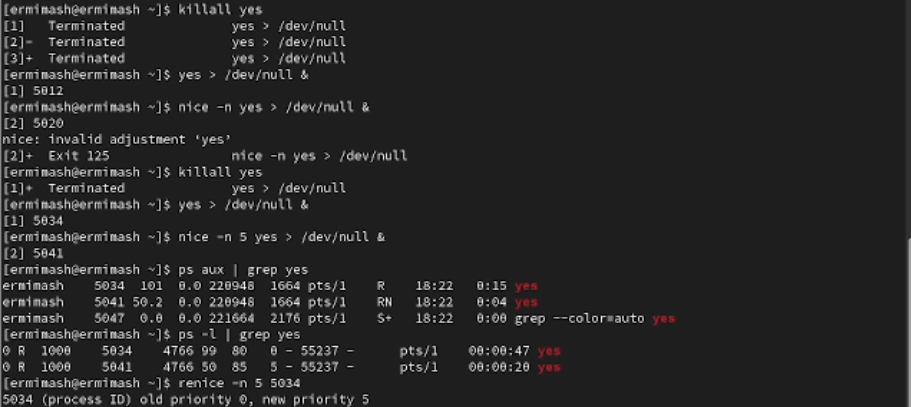 [ermimash@ermimash ~]$ killall yes
[1]   Terminated              yes > /dev/null
[2]-  Terminated              yes > /dev/null
[3]+  Terminated              yes > /dev/null
[ermimash@ermimash ~]$ yes > /dev/null &
[1] 5012
[ermimash@ermimash ~]$ nice -n yes > /dev/null &
[2] 5020
nice: invalid adjustment ‘yes’
[2]+  Exit 125                nice -n yes > /dev/null
[ermimash@ermimash ~]$ killall yes
[1]+  Terminated              yes > /dev/null
[ermimash@ermimash ~]$ yes > /dev/null &
[1] 5034
[ermimash@ermimash ~]$ nice -n 5 yes > /dev/null &
[2] 5041
[ermimash@ermimash ~]$ ps aux | grep yes
ermimash    5034  101  0.0 220948  1664 pts/1    R    18:22   0:15 yes
ermimash    5041 50.2  0.0 220948  1664 pts/1    RN   18:22   0:04 yes
ermimash    5047  0.0  0.0 221664  2176 pts/1    S+   18:22   0:00 grep --color=auto yes
[ermimash@ermimash ~]$ ps -l | grep yes
0 R  1000    5034    4766 99  80   0 - 55237 -      pts/1    00:00:47 yes
0 R  1000    5041    4766 50  85   5 - 55237 -      pts/1    00:00:20 yes
[ermimash@ermimash ~]$ renice -n 5 5034
5034 (process ID) old priority 0, new priority 5